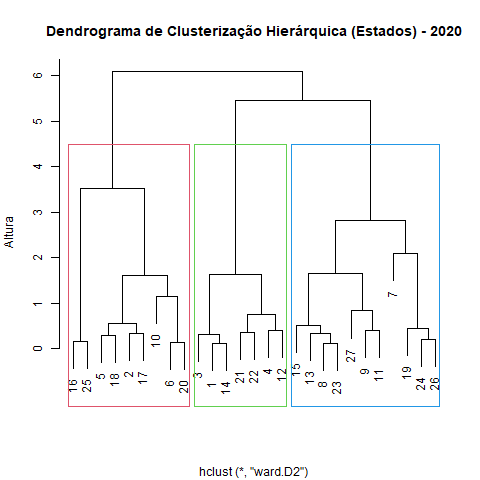 Dendrograma de Clusterização Hierárquica (Estados) - 2020
Altura
6
5
4
3
2
1
0
16 25 5 18 2 17 10 6 20 3 1 14 21 22 4 12 15 13 8 23 27 9 11 7 19 24 26
hclust (*, "ward.D2")